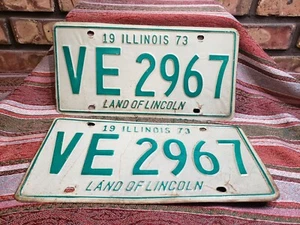 19 ILLINOIS 73
VE 2967
LAND OF LINCOLN
19 ILLINOIS 73
VE 2967
LAND OF LINCOLN